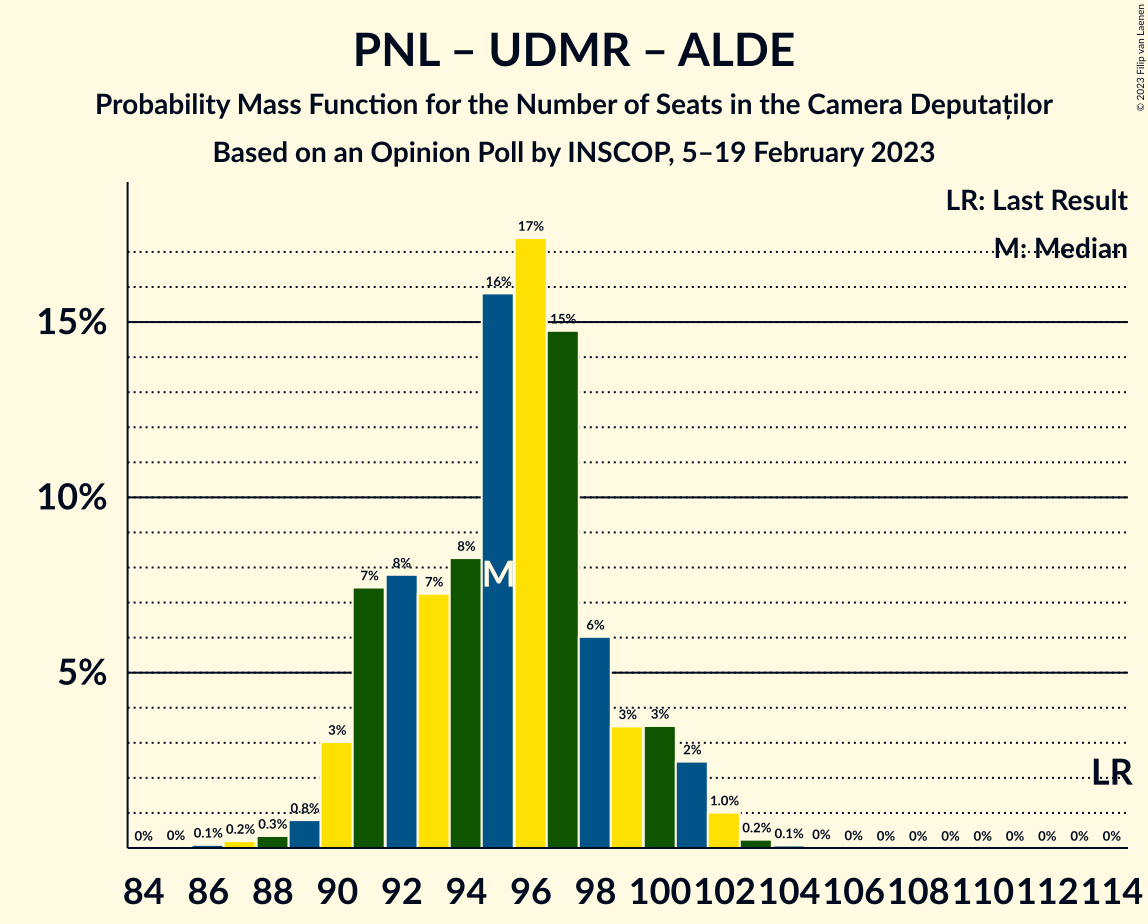 PNL – UDMR – ALDE
Probability Mass Function for the Number of Seats in the Camera Deputaților
Based on an Opinion Poll by INSCOP, 5–19 February 2023
© 2023 Filip van Laenen
LR: Last Result
M: Median
15%
10%
5%
0% 0% 0.1% 0.2% 0.3% 0.8% 3% 7% 8% 7% 8% 16% 17% 15% 6% 3% 3% 2% 1.0% 0.2% 0.1% 0% 0% 0% 0% 0% 0% 0% 0% 0% 0%
M
LR
84 86 88 90 92 94 96 98 100 102 104 106 108 110 112 114